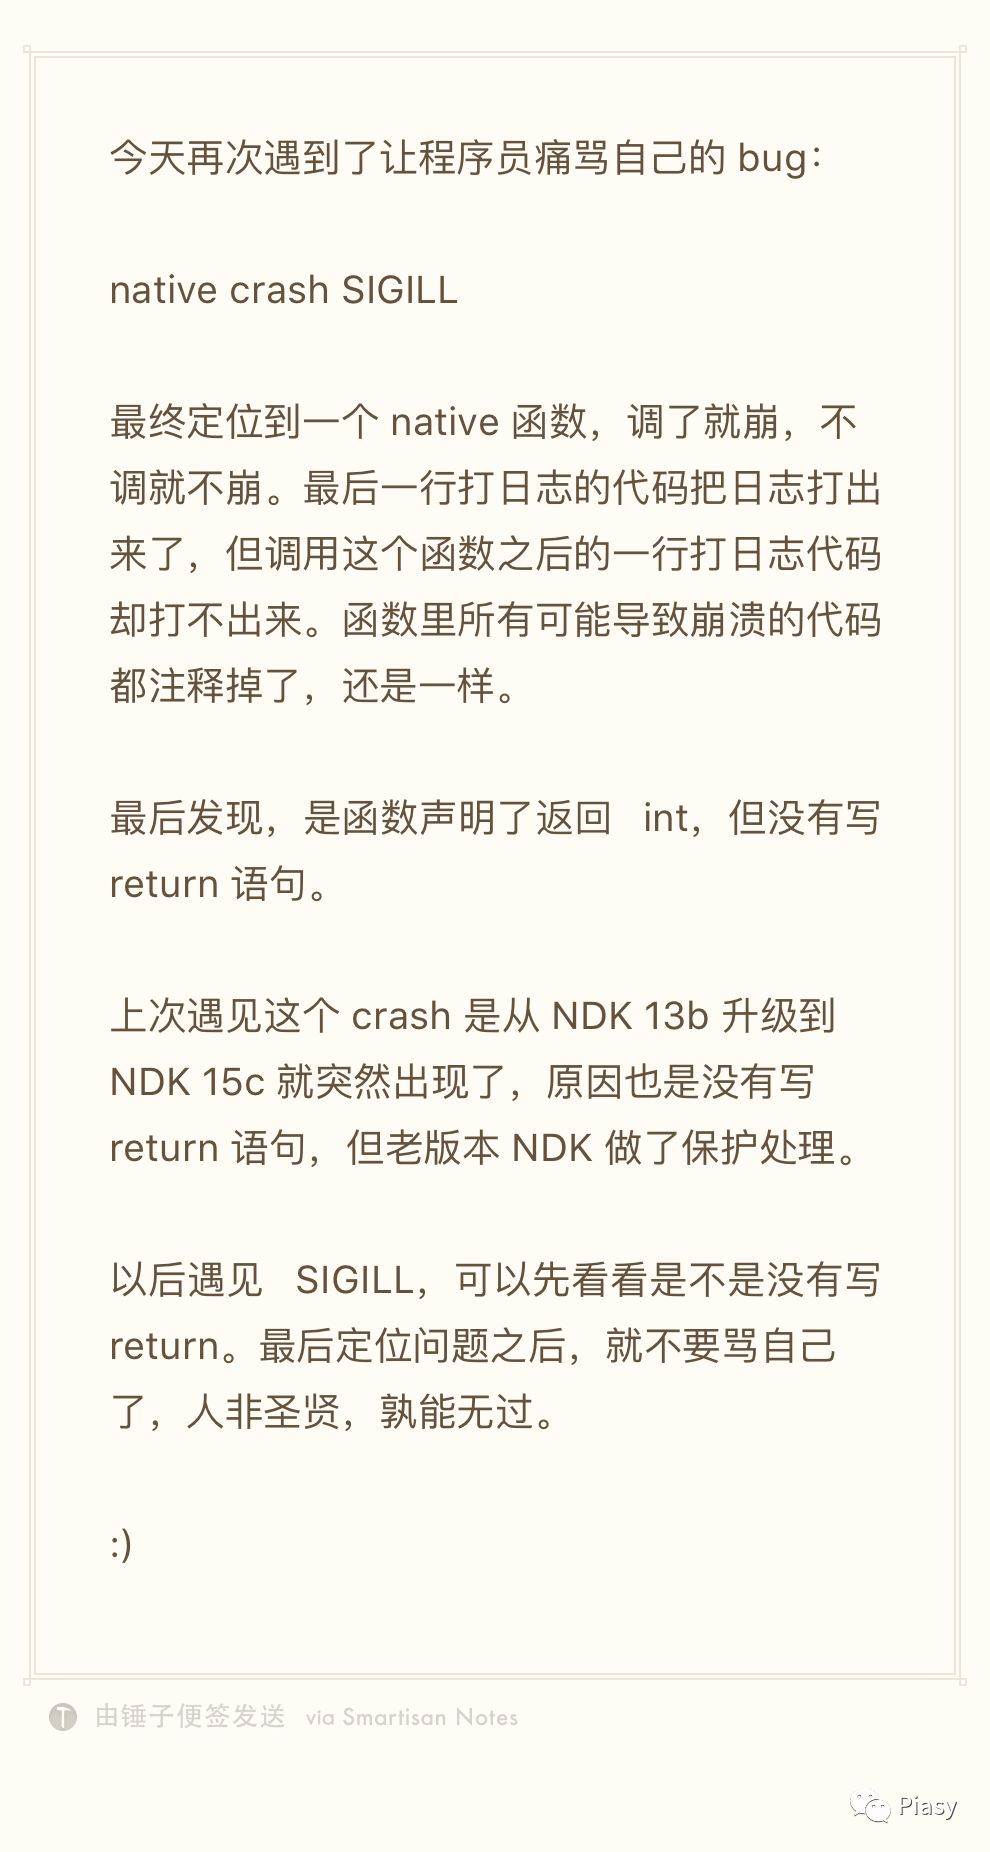 今天再次遇到了让程序员痛骂自己的 bug：
native crash SIGILL
最终定位到一个 native 函数，调了就崩，不
调就不崩。最后一行打日志的代码把日志打出
来了，但调用这个函数之后的一行打日志代码
却打不出来。函数里所有可能导致崩溃的代码
都注释掉了，还是一样。
最后发现，是函数声明了返回 int，但没有写
return 语句。
上次遇见这个 crash 是从 NDK 13b 升级到
NDK 15c 就突然出现了，原因也是没有写
return 语句，但老版本 NDK 做了保护处理。
以后遇见 SIGILL，可以先看看是不是没有写
return。最后定位问题之后，就不要骂自己
了，人非圣贤，孰能无过。
:)
由锤子便签发送 via Smartisan Notes
Piasy